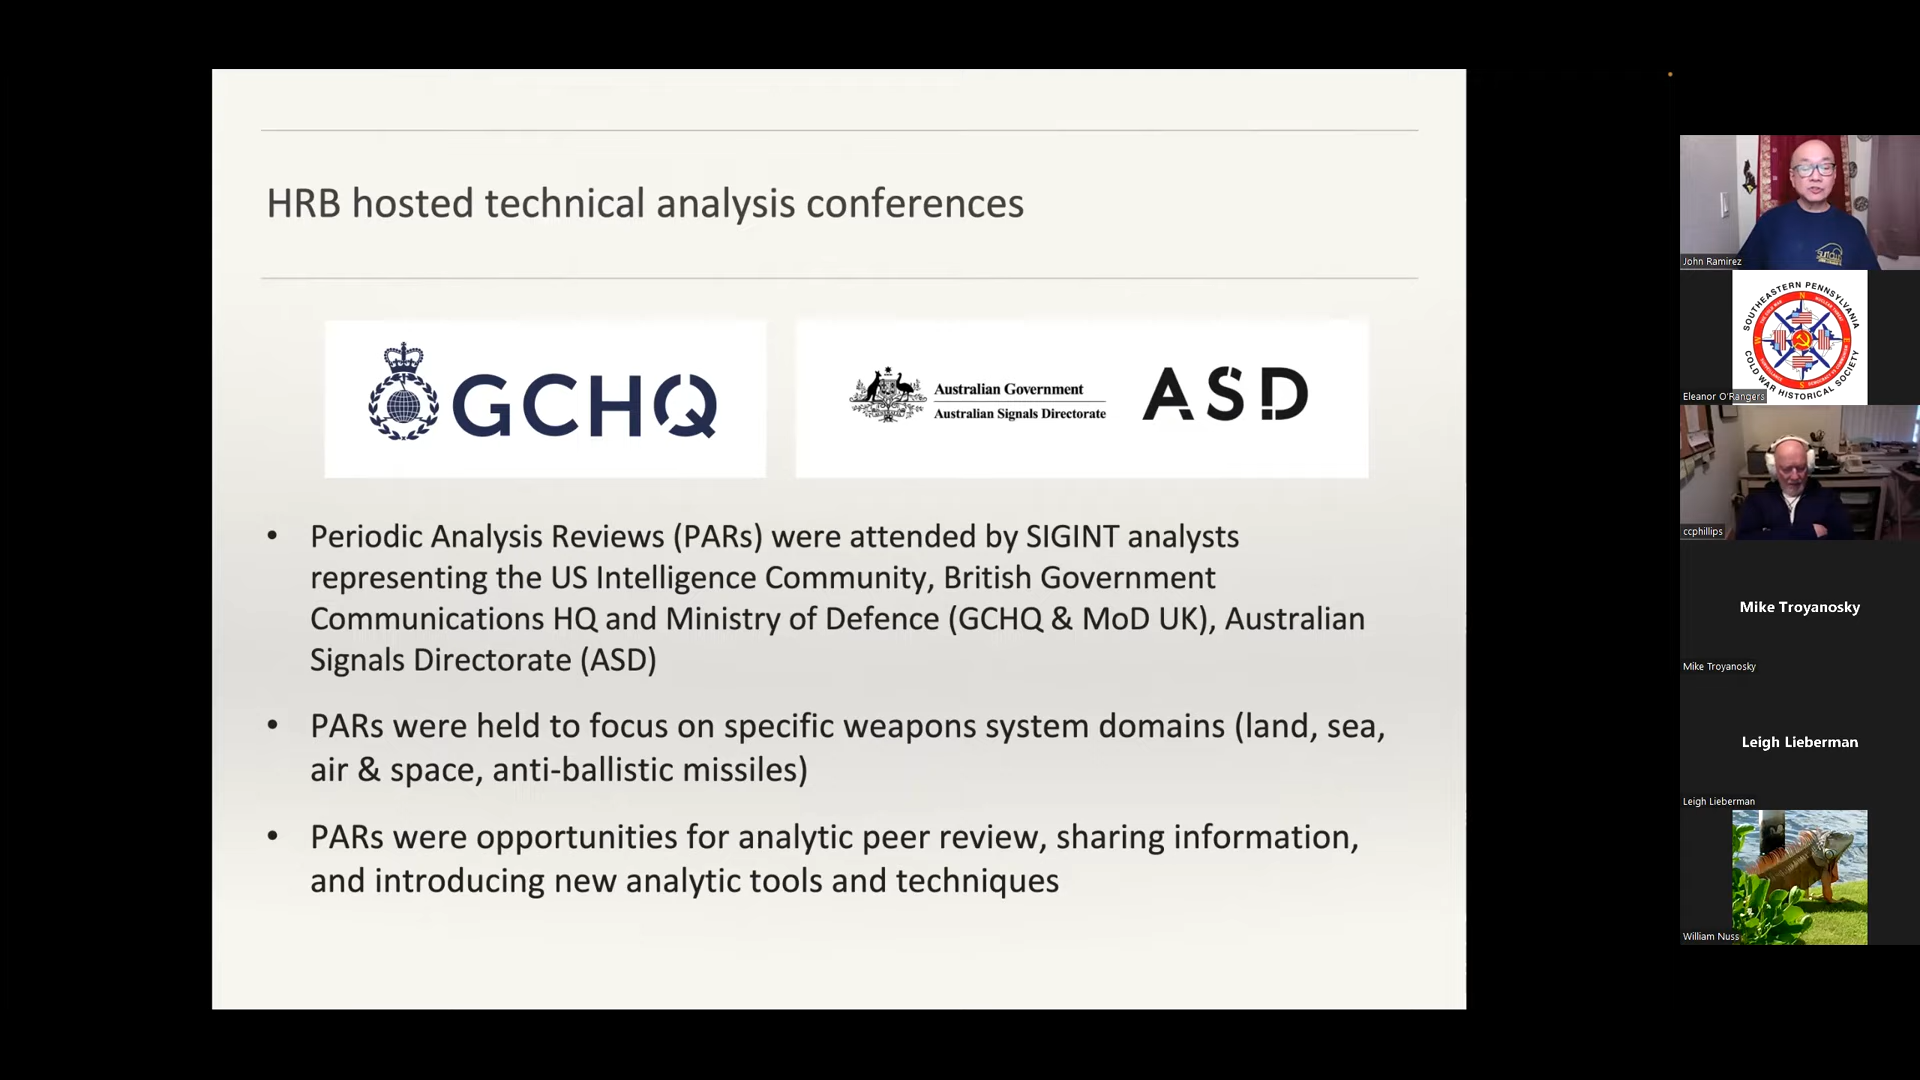 HRB hosted technical analysis conferences
GCHQ
Australian Government
Australian Signals Directorate
ASD
• Periodic Analysis Reviews (PARs) were attended by SIGINT analysts
representing the US Intelligence Community, British Government
Communications HQ and Ministry of Defence (GCHQ & MoD UK), Australian
Signals Directorate (ASD)
• PARs were held to focus on specific weapons system domains (land, sea,
air & space, anti-ballistic missiles)
• PARs were opportunities for analytic peer review, sharing information,
and introducing new analytic tools and techniques
John Ramirez
SOUTHEASTERN PENNSYLVANIA
COLD WAR HISTORICAL SOCIETY
Eleanor O'Rangers
ccphillips
Mike Troyanosky
Mike Troyanosky
Leigh Lieberman
Leigh Lieberman
William Nuss